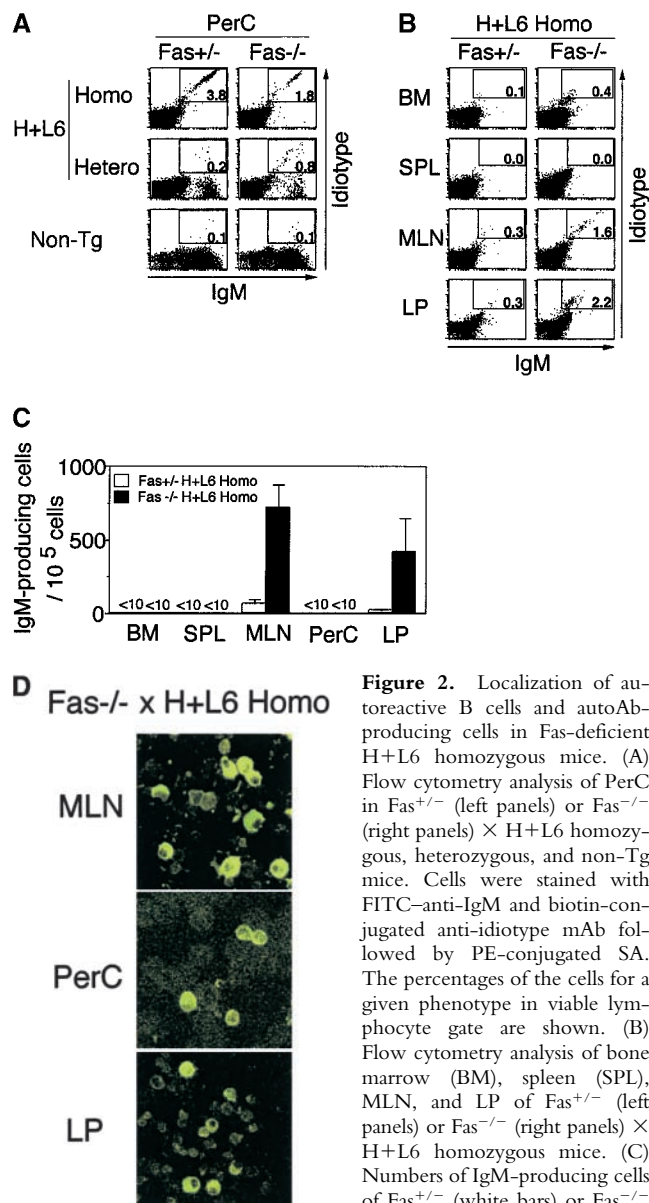 A
PerC
Fas+/- Fas-/-
H+L6
Homo
3.8 1.8
Hetero
0.2 0.8
Non-Tg
0.1 0.1
Idiotype
IgM
B
H+L6 Homo
Fas+/- Fas-/-
BM
0.1 0.4
SPL
0.0 0.0
MLN
0.3 1.6
LP
0.3 2.2
Idiotype
IgM
C
IgM-producing cells
/ 10 5 cells
1000
500
0
Fas+/- H+L6 Homo
Fas -/- H+L6 Homo
<10 <10 <10 <10 <10 <10
BM SPL MLN PerC LP
D
Fas-/- x H+L6 Homo
MLN
PerC
LP
Figure 2. Localization of au-
toreactive B cells and autoAb-
producing cells in Fas-deficient
H+L6 homozygous mice. (A)
Flow cytometry analysis of PerC
in Fas+/− (left panels) or Fas−/−
(right panels) × H+L6 homozy-
gous, heterozygous, and non-Tg
mice. Cells were stained with
FITC–anti-IgM and biotin-con-
jugated anti-idiotype mAb fol-
lowed by PE-conjugated SA.
The percentages of the cells for a
given phenotype in viable lym-
phocyte gate are shown. (B)
Flow cytometry analysis of bone
marrow (BM), spleen (SPL),
MLN, and LP of Fas+/− (left
panels) or Fas−/− (right panels) ×
H+L6 homozygous mice. (C)
Numbers of IgM-producing cells
of Fas+/− (white bars) or Fas−/−